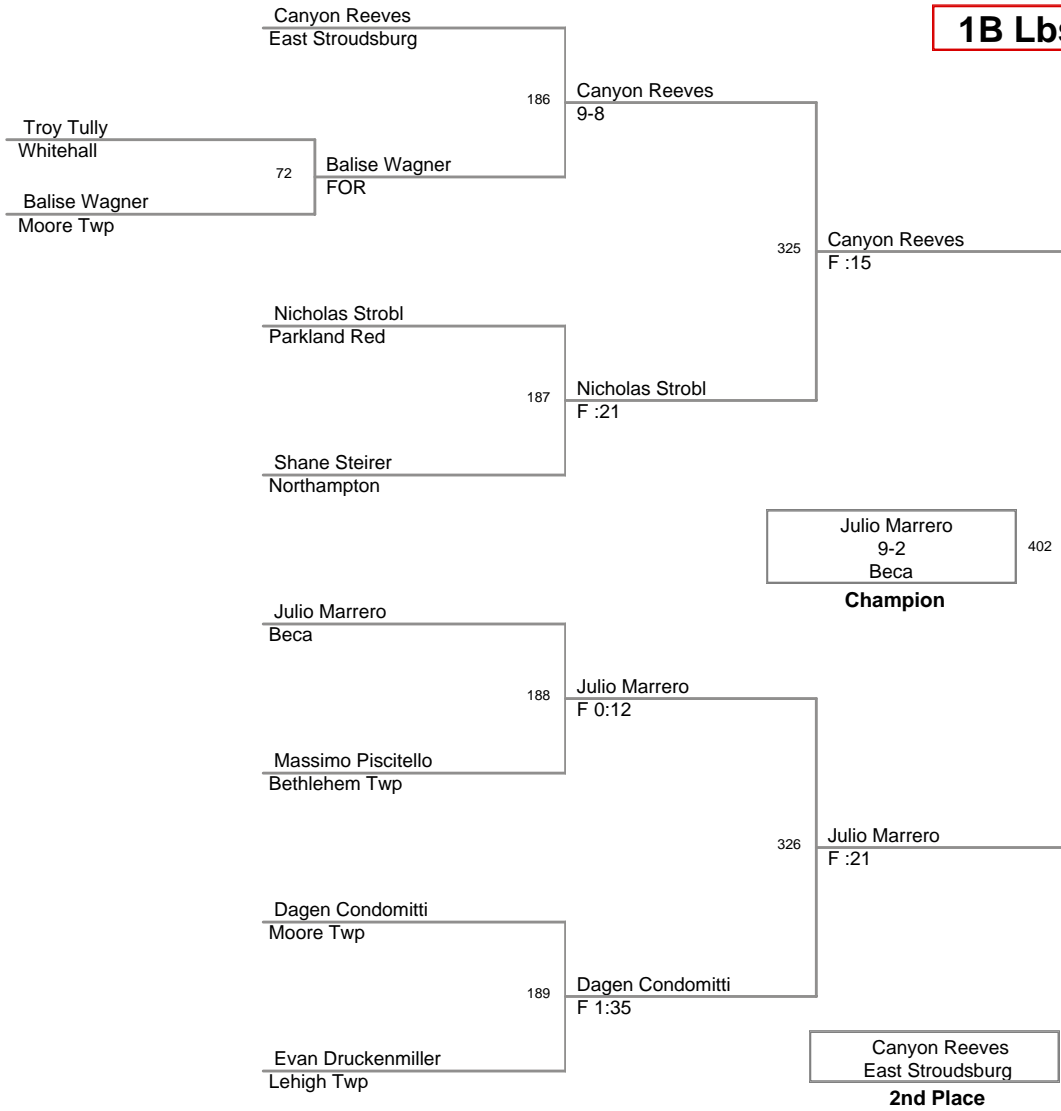 Canyon Reeves
East Stroudsburg
1B Lbs
186
Canyon Reeves
9-8
Troy Tully
Whitehall
72
Balise Wagner
FOR
Balise Wagner
Moore Twp
325
Canyon Reeves
F :15
Nicholas Strobl
Parkland Red
187
Nicholas Strobl
F :21
Shane Steirer
Northampton
Julio Marrero
9-2
Beca
402
Champion
Julio Marrero
Beca
188
Julio Marrero
F 0:12
Massimo Piscitello
Bethlehem Twp
326
Julio Marrero
F :21
Dagen Condomitti
Moore Twp
189
Dagen Condomitti
F 1:35
Evan Druckenmiller
Lehigh Twp
Canyon Reeves
East Stroudsburg
2nd Place